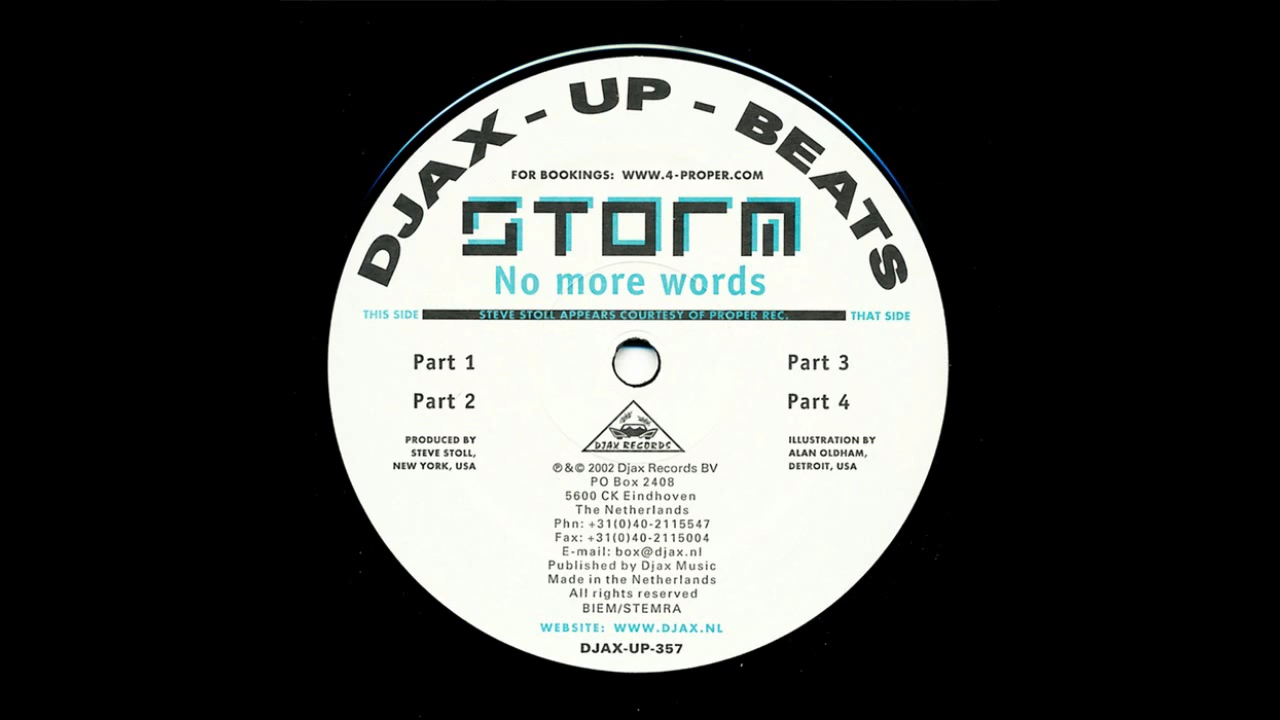 DJAX - UP - BEATS
FOR BOOKINGS: WWW.4-PROPER.COM
STORM
No more words
THIS SIDE STEVE STOLL APPEARS COURTESY OF PROPER REC. THAT SIDE
Part 1
Part 2
PRODUCED BY
STEVE STOLL,
NEW YORK, USA
Part 3
Part 4
ILLUSTRATION BY
ALAN OLDHAM,
DETROIT, USA
DJAX RECORDS
℗ & © 2002 Djax Records BV
PO Box 2408
5600 CK Eindhoven
The Netherlands
Phn: +31(0)40-2115547
Fax: +31(0)40-2115004
E-mail: box@djax.nl
Published by Djax Music
Made in the Netherlands
All rights reserved
BIEM/STEMRA
WEBSITE: WWW.DJAX.NL
DJAX-UP-357